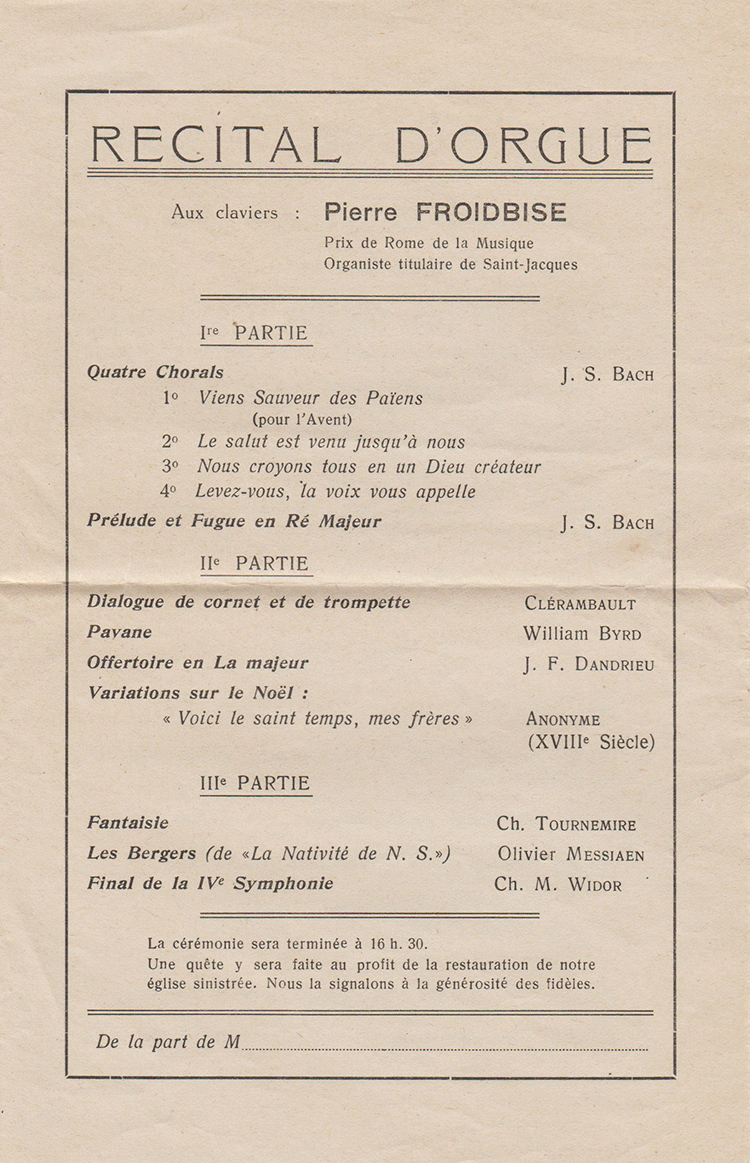 RECITAL D'ORGUE
Aux claviers : Pierre FROIDBISE
Prix de Rome de la Musique
Organiste titulaire de Saint-Jacques
Ire PARTIE
Quatre Chorals J. S. BACH
1º Viens Sauveur des Païens
(pour l'Avent)
2º Le salut est venu jusqu'à nous
3º Nous croyons tous en un Dieu créateur
4º Levez-vous, la voix vous appelle
Prélude et Fugue en Ré Majeur J. S. BACH
IIe PARTIE
Dialogue de cornet et de trompette CLÉRAMBAULT
Pavane William BYRD
Offertoire en La majeur J. F. DANDRIEU
Variations sur le Noël :
« Voici le saint temps, mes frères » ANONYME
(XVIIIe Siècle)
IIIe PARTIE
Fantaisie Ch. TOURNEMIRE
Les Bergers (de «La Nativité de N. S.») Olivier MESSIAEN
Final de la IVe Symphonie Ch. M. WIDOR
La cérémonie sera terminée à 16 h. 30.
Une quête y sera faite au profit de la restauration de notre
église sinistrée. Nous la signalons à la générosité des fidèles.
De la part de M